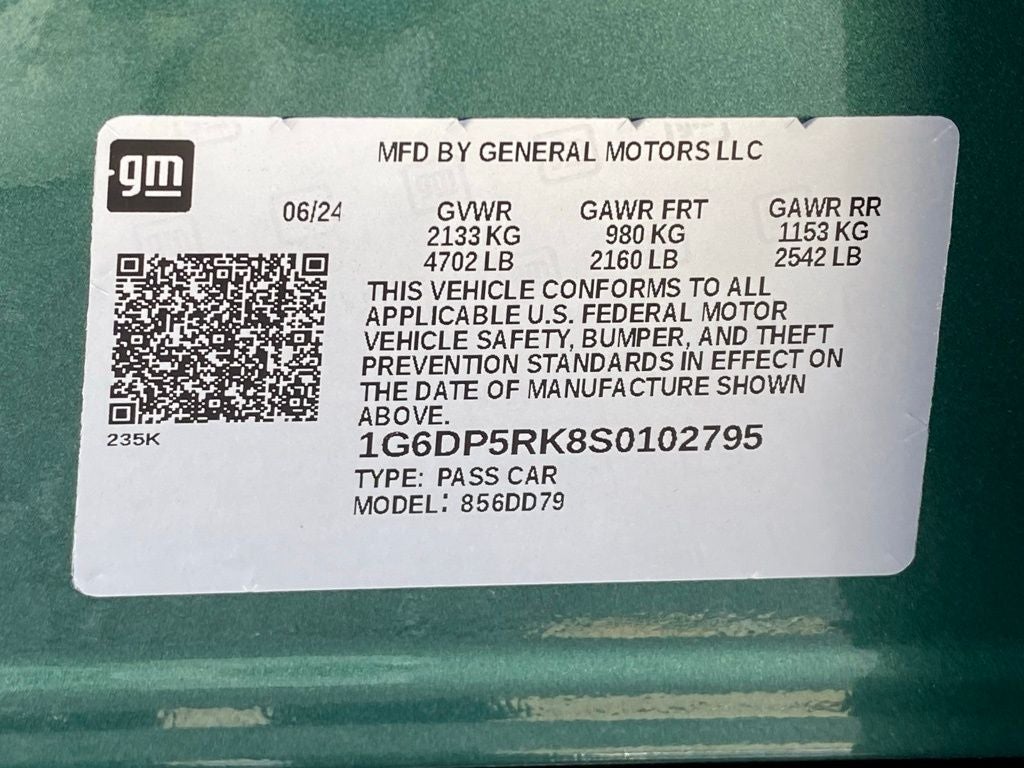 gm
MFD BY GENERAL MOTORS LLC
06/24 GVWR GAWR FRT GAWR RR
2133 KG 980 KG 1153 KG
4702 LB 2160 LB 2542 LB
THIS VEHICLE CONFORMS TO ALL
APPLICABLE U.S. FEDERAL MOTOR
VEHICLE SAFETY, BUMPER, AND THEFT
PREVENTION STANDARDS IN EFFECT ON
THE DATE OF MANUFACTURE SHOWN
ABOVE.
235K
1G6DP5RK8S0102795
TYPE: PASS CAR
MODEL: 856DD79